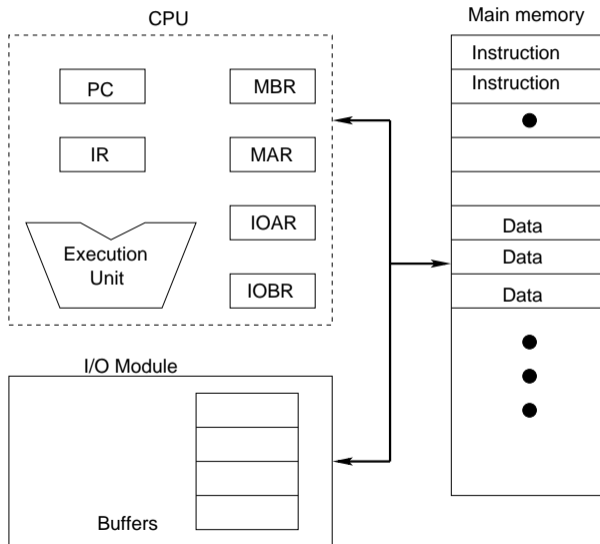 CPU
Main memory
PC
MBR
Instruction
Instruction
IR
MAR
IOAR
Execution
Unit
IOBR
Data
Data
Data
I/O Module
Buffers